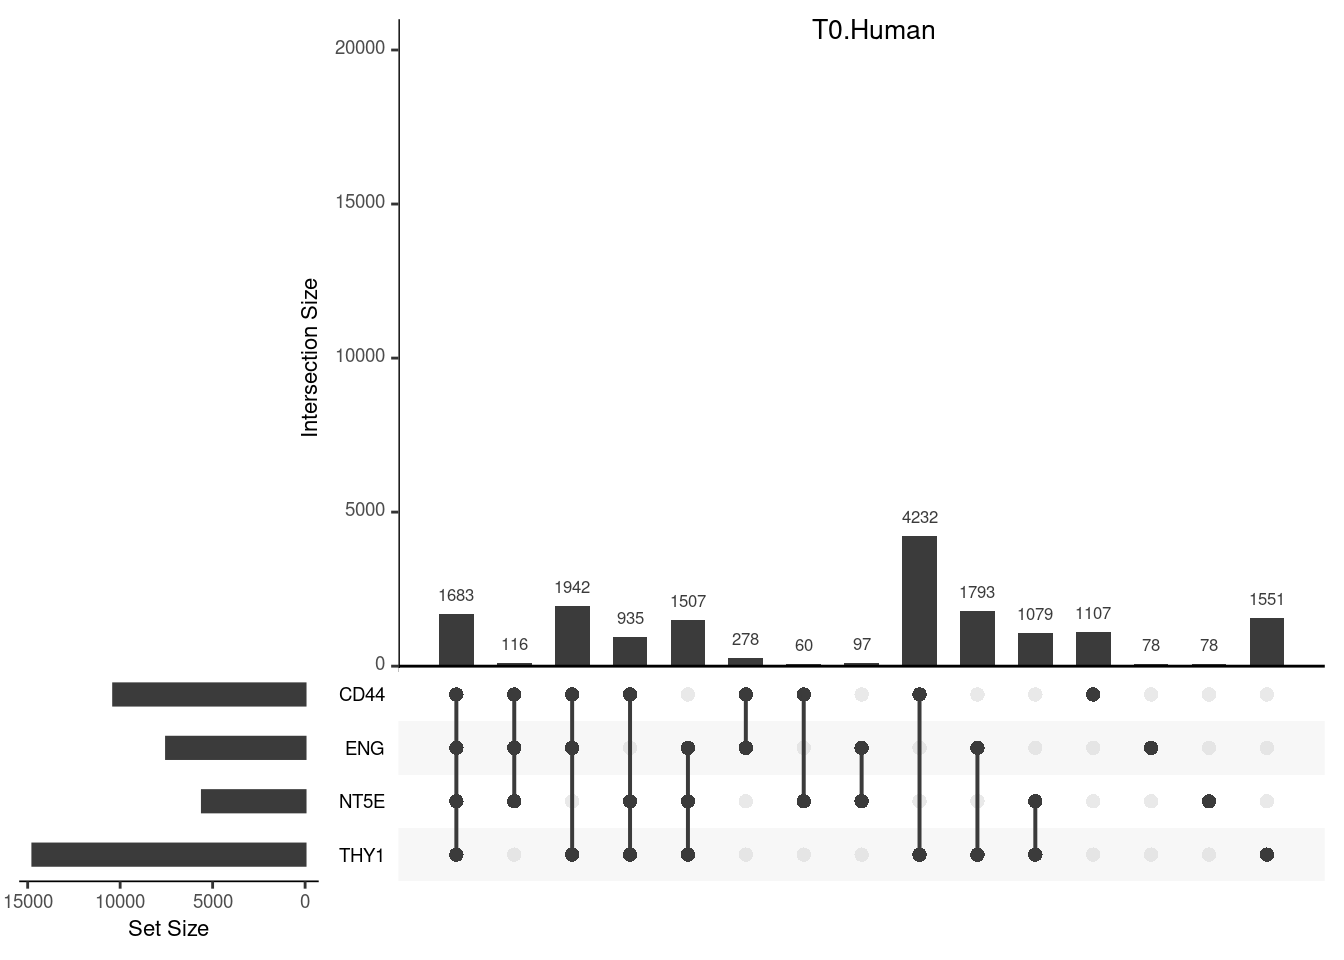 T0.Human
20000
15000
10000
5000
0
Intersection Size
1683
116
1942
935
1507
278
60
97
4232
1793
1079
1107
78
78
1551
CD44
ENG
NT5E
THY1
15000 10000 5000 0
Set Size